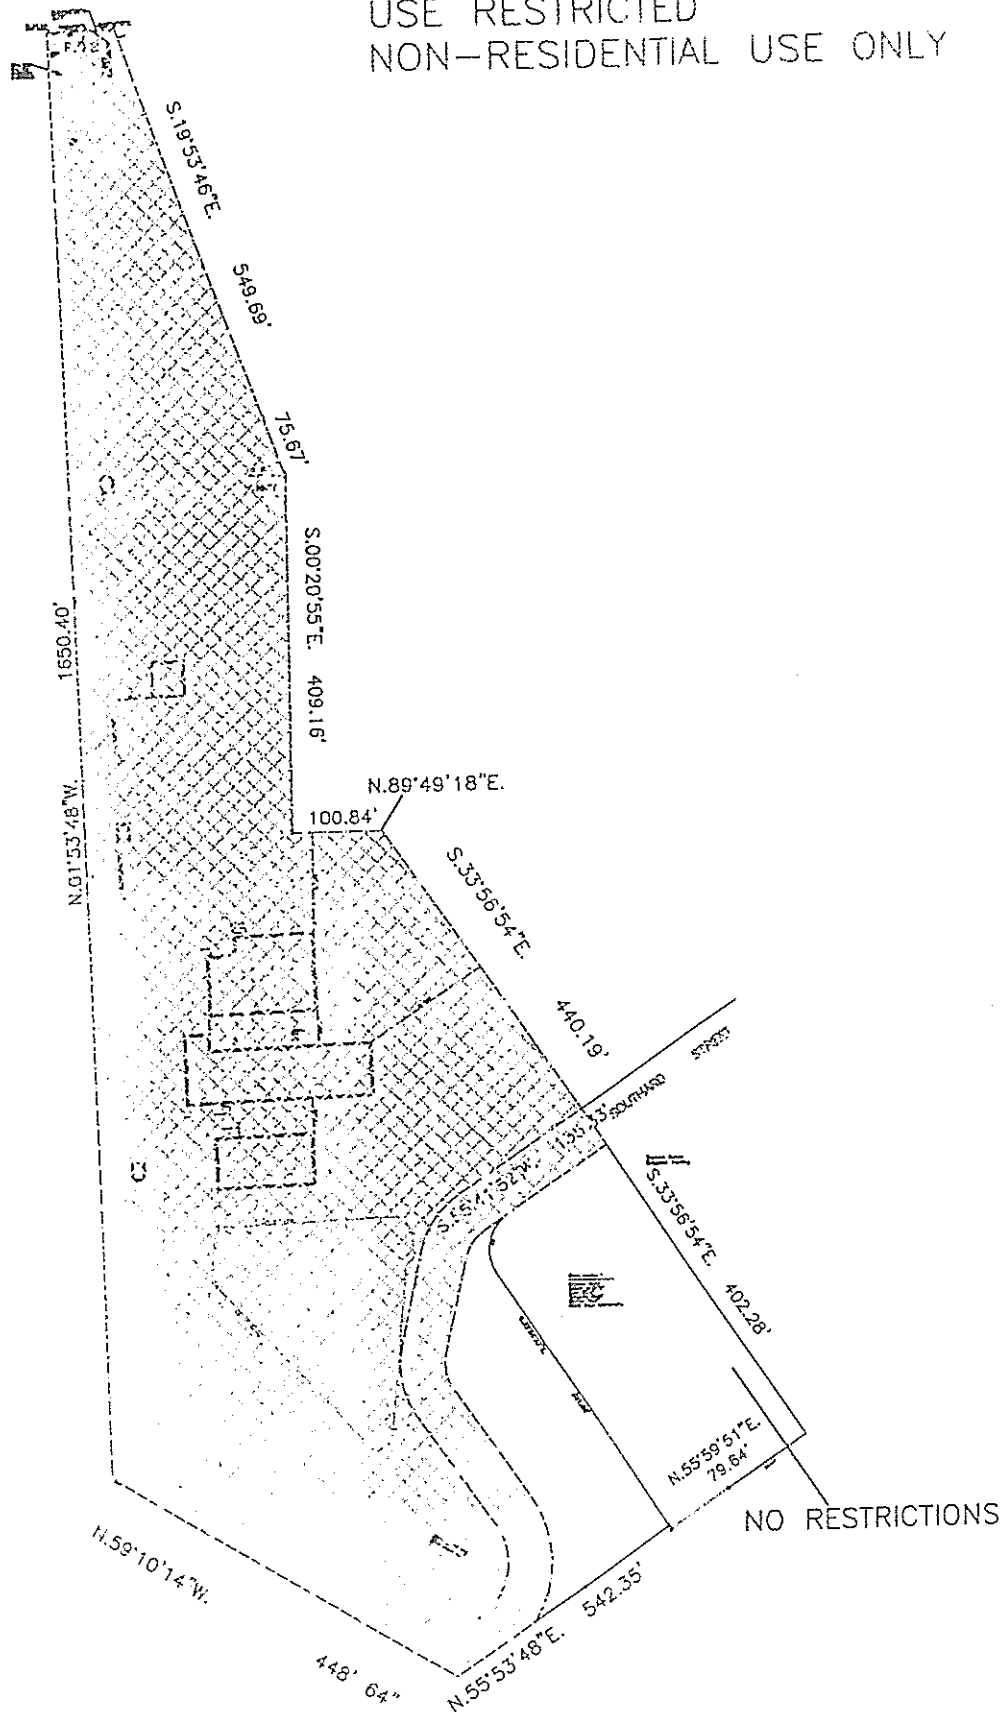 USE RESTRICTED
NON-RESIDENTIAL USE ONLY
S.19°53'46"E.
549.69'
75.67'
S.00°20'55"E. 409.16'
1650.40'
N.01°53'48"W.
N.89°49'18"E.
100.84'
S.33°56'54"E.
440.19'
STREET
SOUTHARD
S.33°56'54"E.
402.28'
N.55°59'51"E.
79.64'
NO RESTRICTIONS
N.59°10'14"W.
448' 64"
N.55°53'48"E. 542.35'